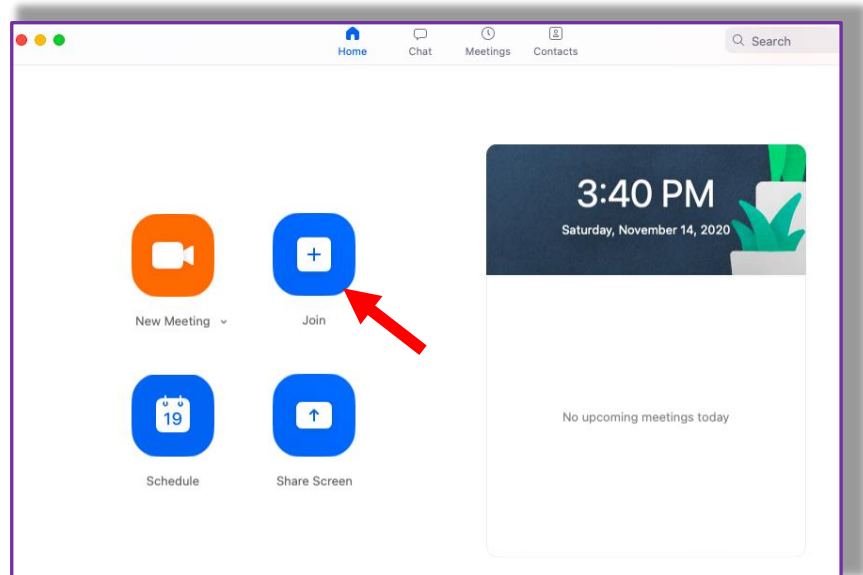 Home
Chat
Meetings
Contacts
Search
3:40 PM
Saturday, November 14, 2020
New Meeting
Join
19
Schedule
Share Screen
No upcoming meetings today